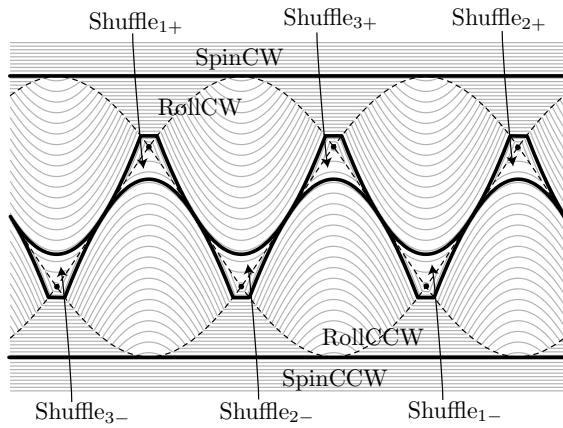 Shuffle₁₊ Shuffle₃₊ Shuffle₂₊
SpinCW
RollCW
RollCCW
SpinCCW
Shuffle₃₋ Shuffle₂₋ Shuffle₁₋